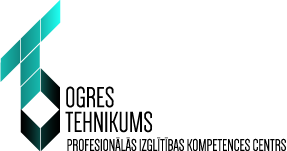 OGRES
TEHNIKUMS
PROFESIONĀLĀS IZGLĪTĪBAS KOMPETENCES CENTRS